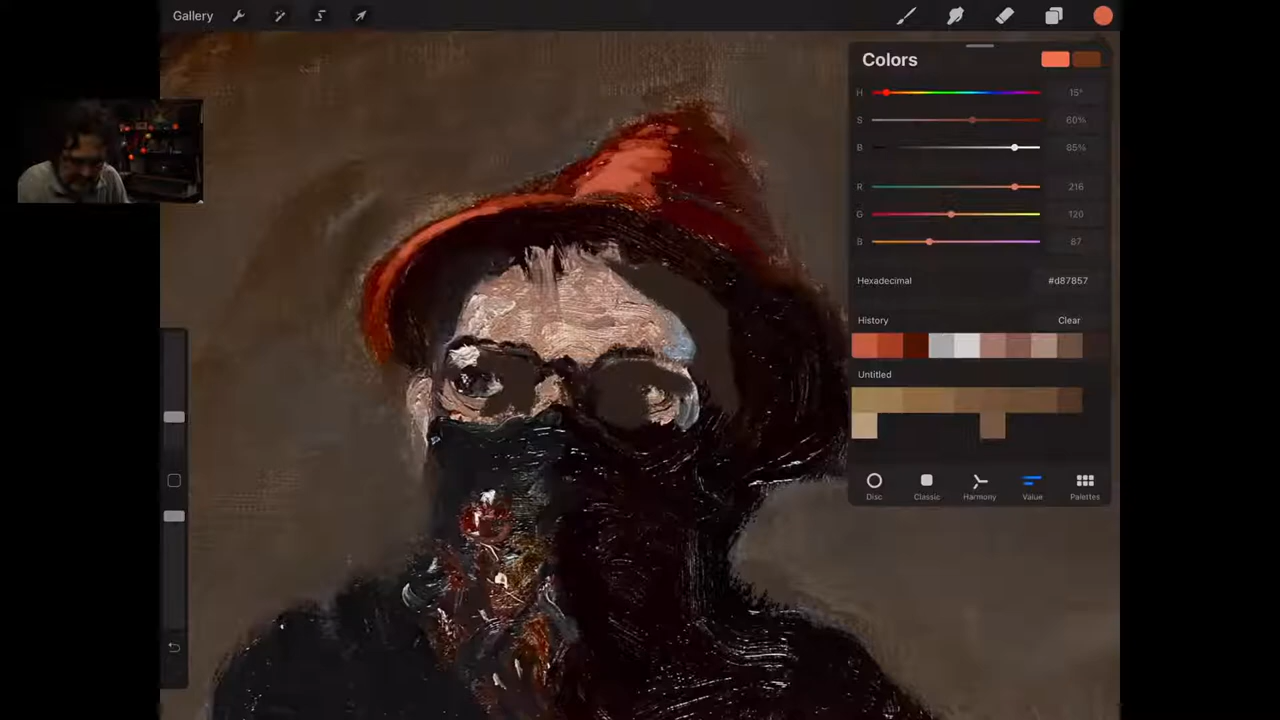 Gallery
Colors
H 15°
S 60%
B 85%
R 216
G 120
B 87
Hexadecimal #d87857
History Clear
Untitled
Disc Classic Harmony Value Palettes